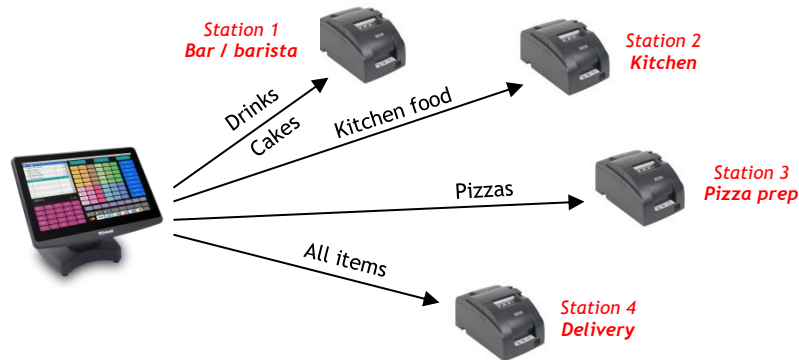 Station 1
Bar / barista
Station 2
Kitchen
Drinks
Cakes
Kitchen food
Station 3
Pizza prep
Pizzas
All items
Station 4
Delivery